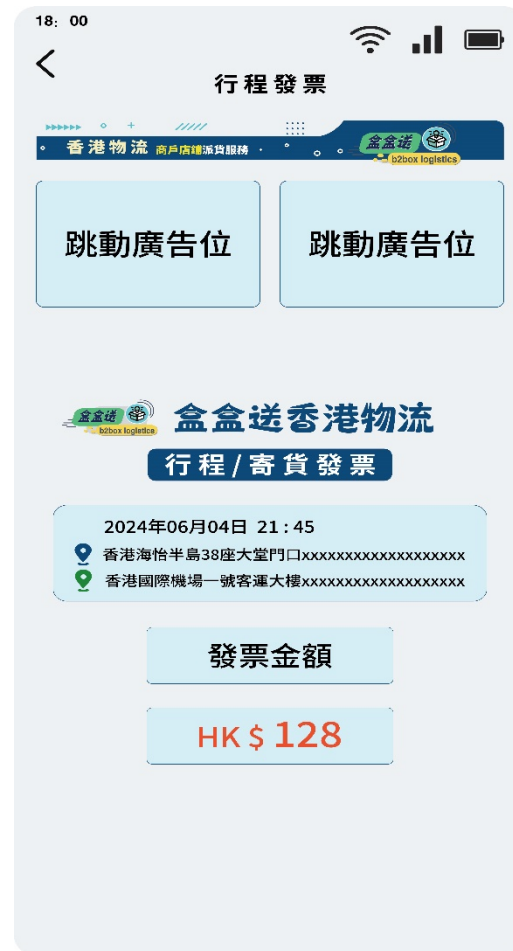 18: 00
行程發票
香港物流 商戶店鋪派貨服務 · 盒盒送
b2box logistics
跳動廣告位 跳動廣告位
盒盒送 盒盒送香港物流
b2box logistics
行程/寄貨發票
2024年06月04日 21:45
香港海怡半島38座大堂門口xxxxxxxxxxxxxxxxxxx
香港國際機場一號客運大樓xxxxxxxxxxxxxxxxxxx
發票金額
HK $ 128